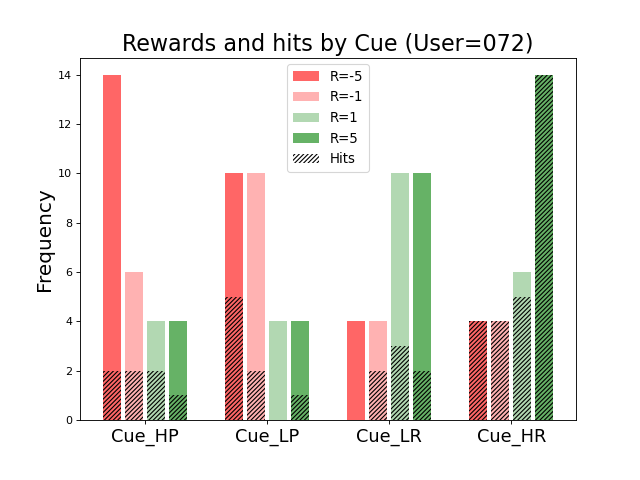 Rewards and hits by Cue (User=072)
R=-5
R=-1
R=1
R=5
Hits
Frequency
14
12
10
8
6
4
2
0
Cue_HP Cue_LP Cue_LR Cue_HR